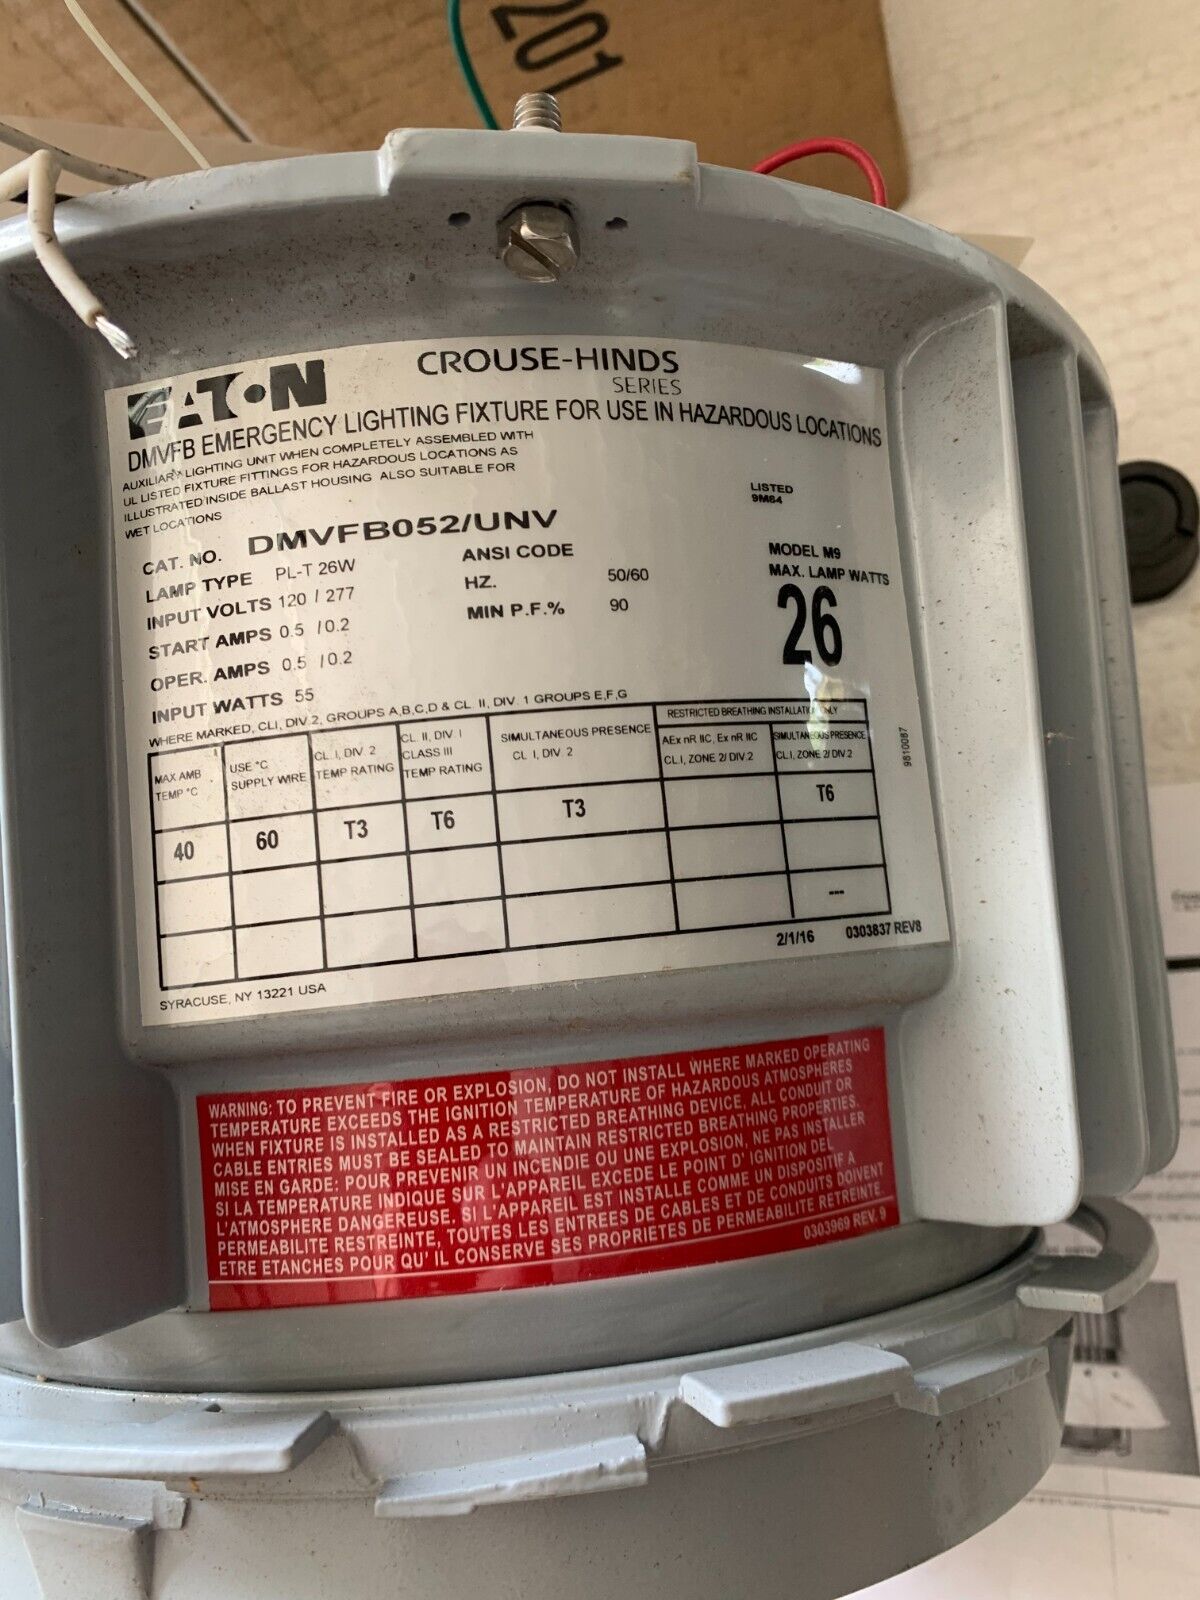 201
EATON
CROUSE-HINDS
SERIES
DMVFB EMERGENCY LIGHTING FIXTURE FOR USE IN HAZARDOUS LOCATIONS
AUXILIARY LIGHTING UNIT WHEN COMPLETELY ASSEMBLED WITH
UL LISTED FIXTURE FITTINGS FOR HAZARDOUS LOCATIONS AS
ILLUSTRATED INSIDE BALLAST HOUSING ALSO SUITABLE FOR
WET LOCATIONS
LISTED
9M64
CAT. NO. DMVFB052/UNV
LAMP TYPE PL-T 26W
ANSI CODE
MODEL M9
INPUT VOLTS 120 / 277
HZ. 50/60
MAX. LAMP WATTS
START AMPS 0.5 / 0.2
MIN P.F.% 90
26
OPER. AMPS 0.5 / 0.2
INPUT WATTS 55
WHERE MARKED, CLI, DIV.2, GROUPS A,B,C,D & CL. II, DIV. 1 GROUPS E,F,G
RESTRICTED BREATHING INSTALLATION ONLY
MAX AMB
TEMP °C
USE °C
SUPPLY WIRE
CL. I, DIV. 2
TEMP RATING
CL. II, DIV. I
CLASS III
TEMP RATING
SIMULTANEOUS PRESENCE
CL I, DIV. 2
AEx nR IIC, Ex nR IIC
CL.I, ZONE 2/ DIV.2
SIMULTANEOUS PRESENCE
CL.I, ZONE 2/ DIV.2
40 60 T3 T6 T3 T6
---
9810087
2/1/16 0303837 REV8
SYRACUSE, NY 13221 USA
WARNING: TO PREVENT FIRE OR EXPLOSION, DO NOT INSTALL WHERE MARKED OPERATING
TEMPERATURE EXCEEDS THE IGNITION TEMPERATURE OF HAZARDOUS ATMOSPHERES
WHEN FIXTURE IS INSTALLED AS A RESTRICTED BREATHING DEVICE, ALL CONDUIT OR
CABLE ENTRIES MUST BE SEALED TO MAINTAIN RESTRICTED BREATHING PROPERTIES.
MISE EN GARDE: POUR PREVENIR UN INCENDIE OU UNE EXPLOSION, NE PAS INSTALLER
SI LA TEMPERATURE INDIQUE SUR L'APPAREIL EXCEDE LE POINT D' IGNITION DEL
L'ATMOSPHERE DANGEREUSE. SI L'APPAREIL EST INSTALLE COMME UN DISPOSITIF A
PERMEABILITE RESTREINTE, TOUTES LES ENTREES DE CABLES ET DE CONDUITS DOIVENT
ETRE ETANCHES POUR QU' IL CONSERVE SES PROPRIETES DE PERMEABILITE RETREINTE.
0303969 REV. 9